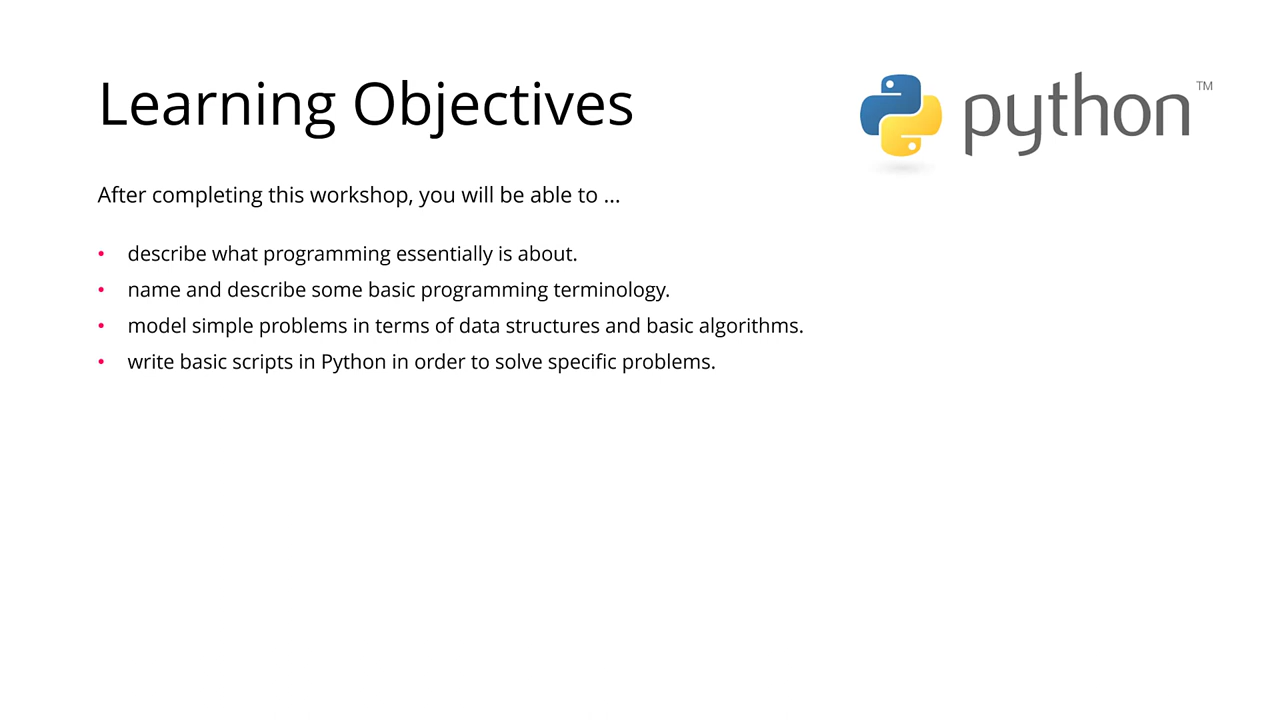 Learning Objectives
python™
After completing this workshop, you will be able to ...
• describe what programming essentially is about.
• name and describe some basic programming terminology.
• model simple problems in terms of data structures and basic algorithms.
• write basic scripts in Python in order to solve specific problems.